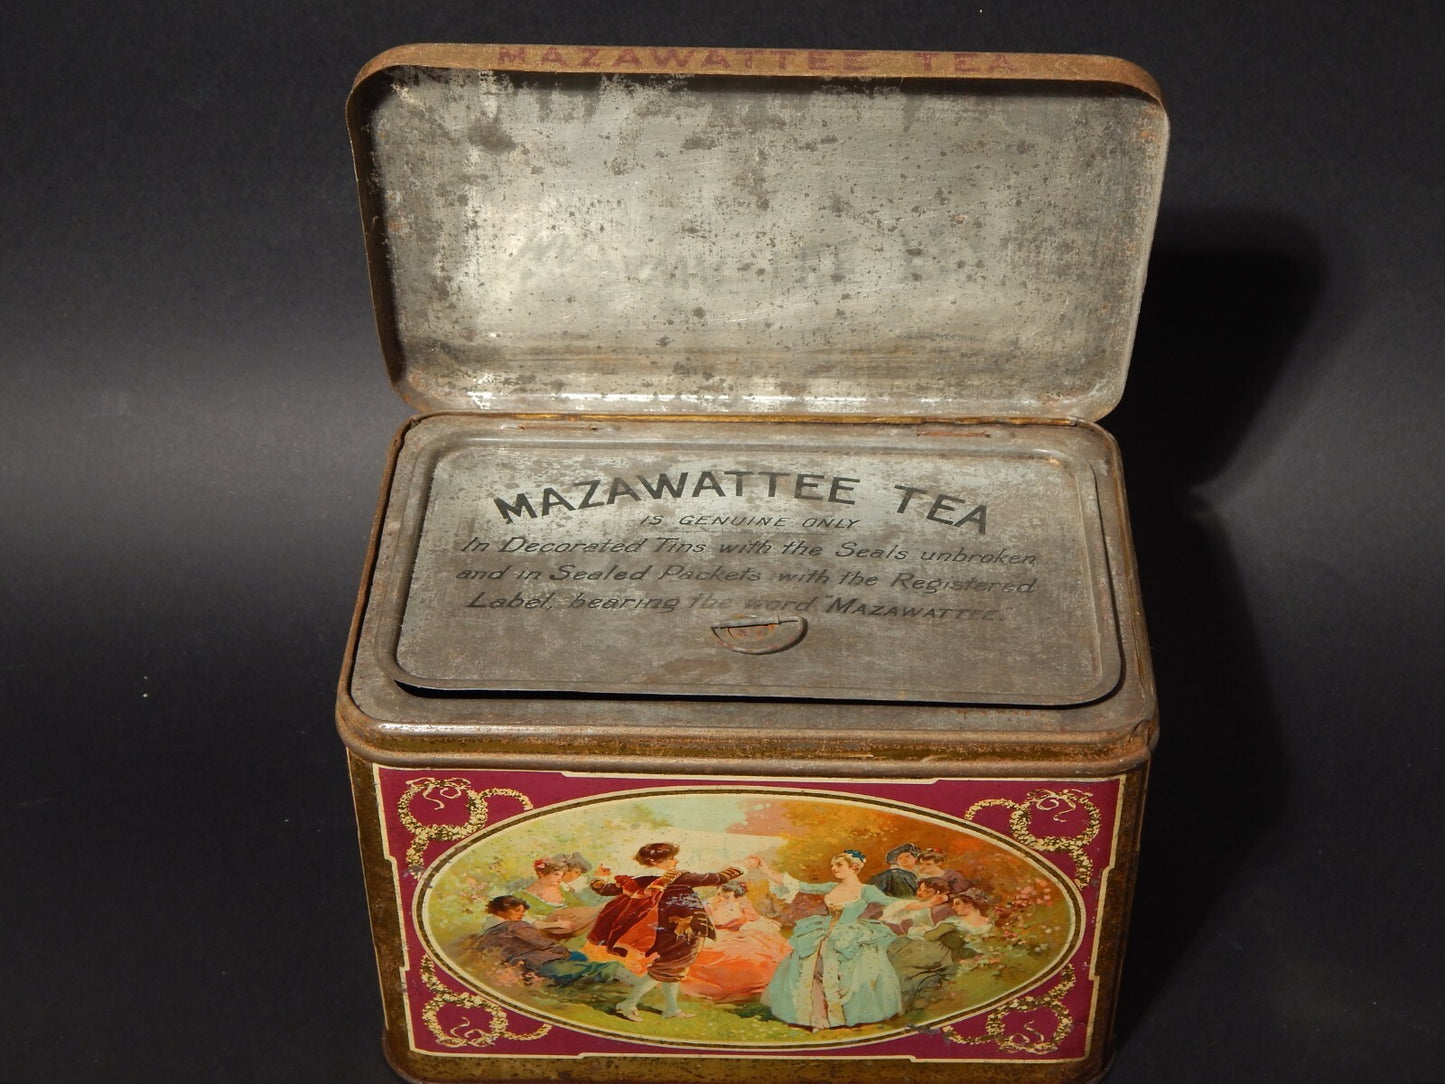 MAZAWATTEE TEA
MAZAWATTEE TEA
IS GENUINE ONLY
In Decorated Tins with the Seals unbroken
and in Sealed Packets with the Registered
Label, bearing the word "MAZAWATTEE."